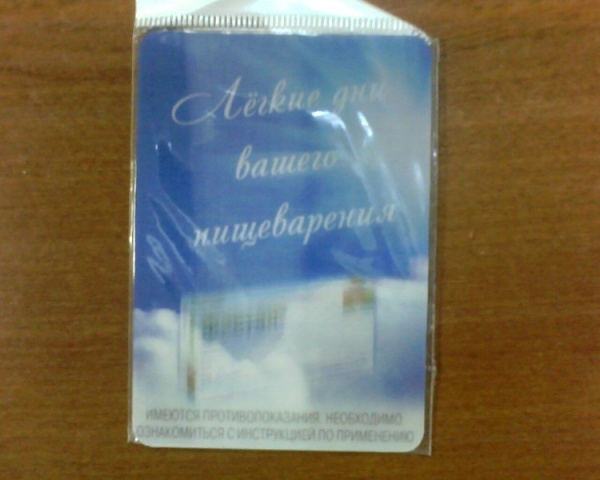 Лёгкие дни
вашего
пищеварения
ИМЕЮТСЯ ПРОТИВОПОКАЗАНИЯ. НЕОБХОДИМО
ОЗНАКОМИТЬСЯ С ИНСТРУКЦИЕЙ ПО ПРИМЕНЕНИЮ